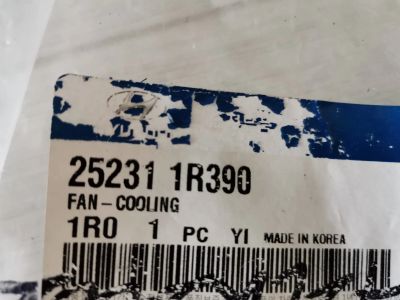 25231 1R390
FAN-COOLING
1R0 1 PC YI MADE IN KOREA